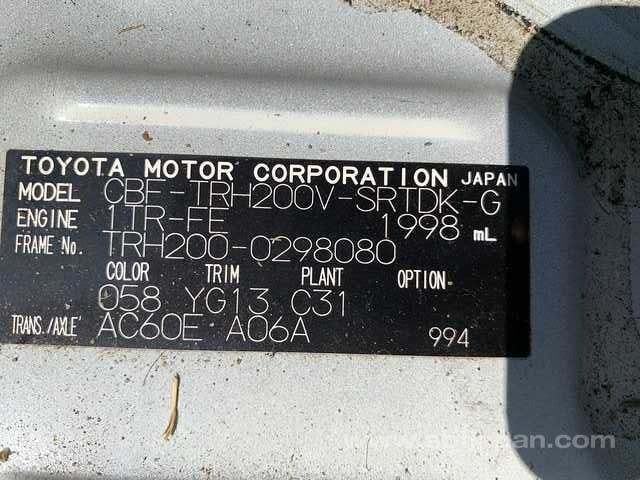 TOYOTA MOTOR CORPORATION JAPAN
MODEL CBF-TRH200V-SRTDK-G
ENGINE 1TR-FE 1998 mL
FRAME No. TRH200-0298080
COLOR TRIM PLANT OPTION
058 YG13 C31
TRANS./AXLE AC60E A06A 994